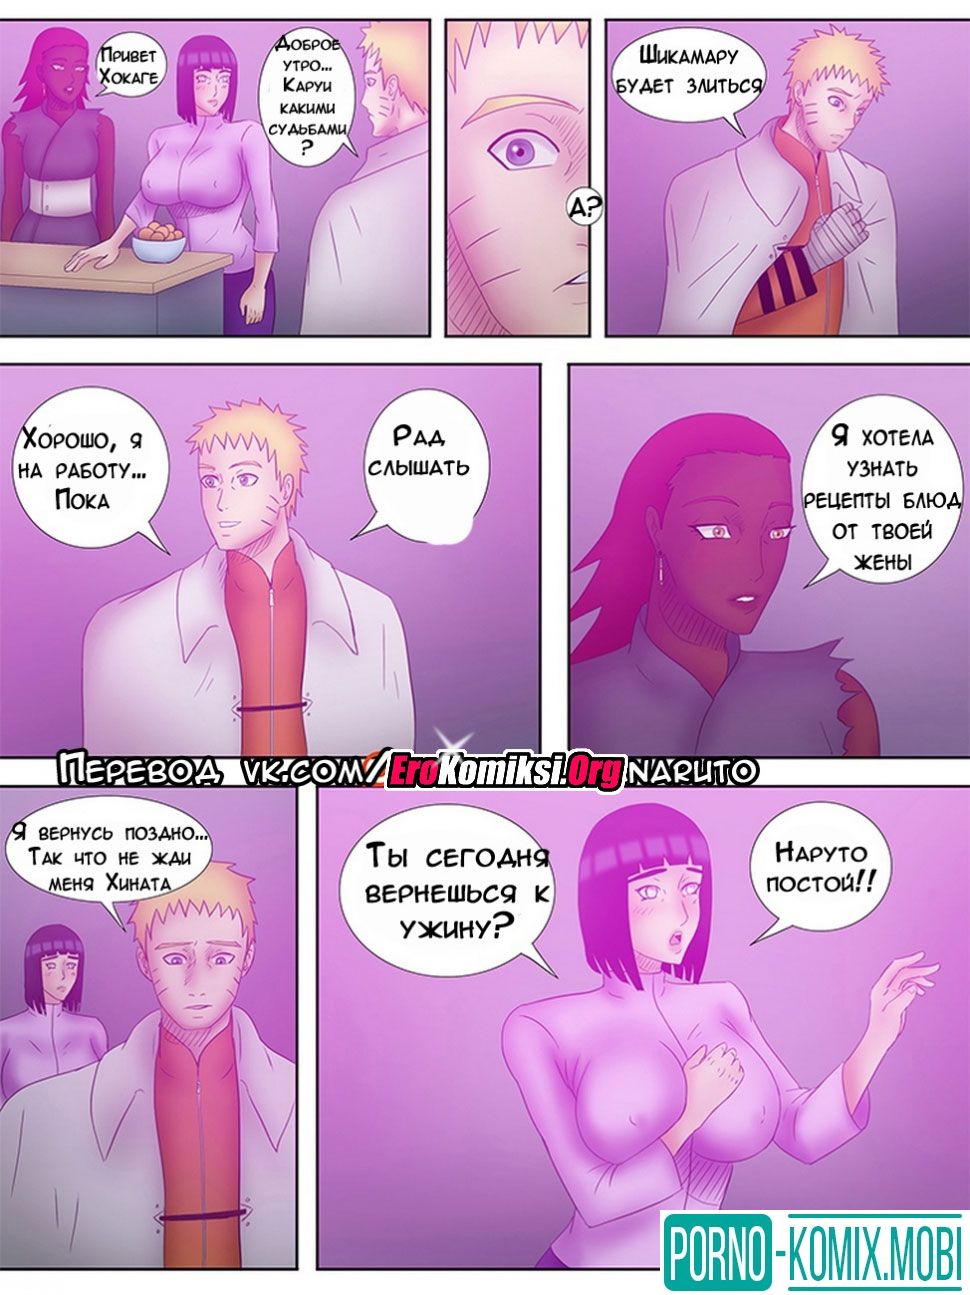 Привет
Хокаге
Доброе
утро...
Каруи
какими
судьбами
?
А?
Шикамару
будет злиться
Хорошо, я
на работу...
Пока
Рад
слышать
Я хотела
узнать
рецепты блюд
от твоей
жены
Перевод vk.com/
EroKomiksi.Org
naruto
Я вернусь поздно...
Так что не жди
меня Хината
Ты сегодня
вернешься к
ужину?
Наруто
постой!!
PORNO-KOMIX.MOBI